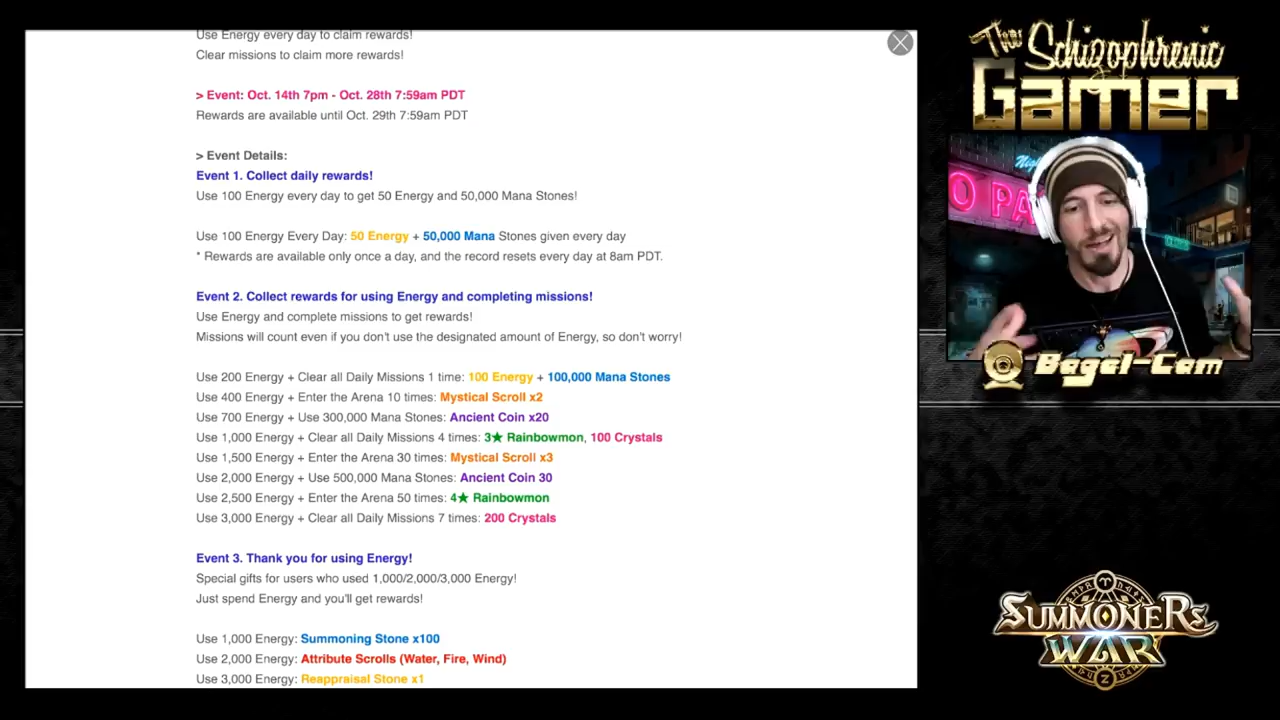 Use Energy every day to claim rewards!
Clear missions to claim more rewards!
> Event: Oct. 14th 7pm - Oct. 28th 7:59am PDT
Rewards are available until Oct. 29th 7:59am PDT
> Event Details:
Event 1. Collect daily rewards!
Use 100 Energy every day to get 50 Energy and 50,000 Mana Stones!
Use 100 Energy Every Day: 50 Energy + 50,000 Mana Stones given every day
* Rewards are available only once a day, and the record resets every day at 8am PDT.
Event 2. Collect rewards for using Energy and completing missions!
Use Energy and complete missions to get rewards!
Missions will count even if you don't use the designated amount of Energy, so don't worry!
Use 200 Energy + Clear all Daily Missions 1 time: 100 Energy + 100,000 Mana Stones
Use 400 Energy + Enter the Arena 10 times: Mystical Scroll x2
Use 700 Energy + Use 300,000 Mana Stones: Ancient Coin x20
Use 1,000 Energy + Clear all Daily Missions 4 times: 3★ Rainbowmon, 100 Crystals
Use 1,500 Energy + Enter the Arena 30 times: Mystical Scroll x3
Use 2,000 Energy + Use 500,000 Mana Stones: Ancient Coin 30
Use 2,500 Energy + Enter the Arena 50 times: 4★ Rainbowmon
Use 3,000 Energy + Clear all Daily Missions 7 times: 200 Crystals
Event 3. Thank you for using Energy!
Special gifts for users who used 1,000/2,000/3,000 Energy!
Just spend Energy and you'll get rewards!
Use 1,000 Energy: Summoning Stone x100
Use 2,000 Energy: Attribute Scrolls (Water, Fire, Wind)
Use 3,000 Energy: Reappraisal Stone x1
The Schizophrenic
Gamer
O PA
Bagel-Cam
SUMMONERS
WAR